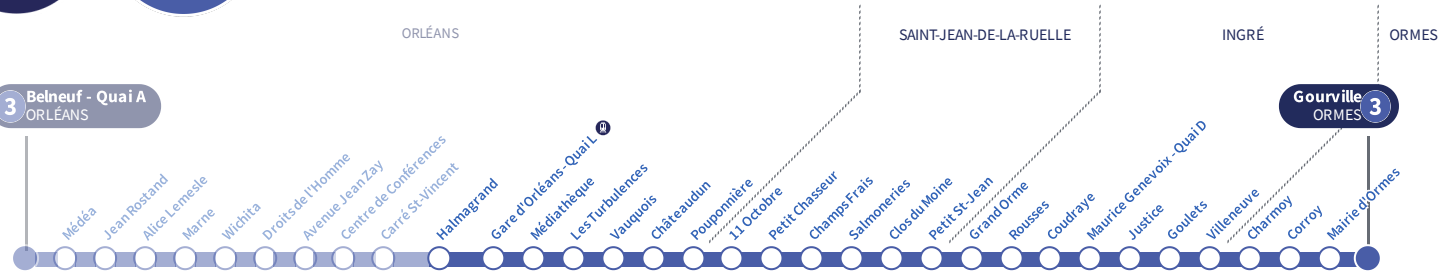 ORLÉANS
SAINT-JEAN-DE-LA-RUELLE
INGRÉ
ORMES
3
Belneuf - Quai A
ORLÉANS
Gourville
ORMES
3
Médéa
Jean Rostand
Alice Lemesle
Marne
Wichita
Droits de l'Homme
Avenue Jean Zay
Centre de Conférences
Carré St-Vincent
Halmagrand
Gare d'Orléans - Quai L
Médiathèque
Les Turbulences
Vauquois
Châteaudun
Pouponnière
11 Octobre
Petit Chasseur
Champs Frais
Salmoneries
Clos du Moine
Petit St-Jean
Grand Orme
Rousses
Coudraye
Maurice Genevoix - Quai D
Justice
Goulets
Villeneuve
Charmoy
Corroy
Mairie d'Ormes